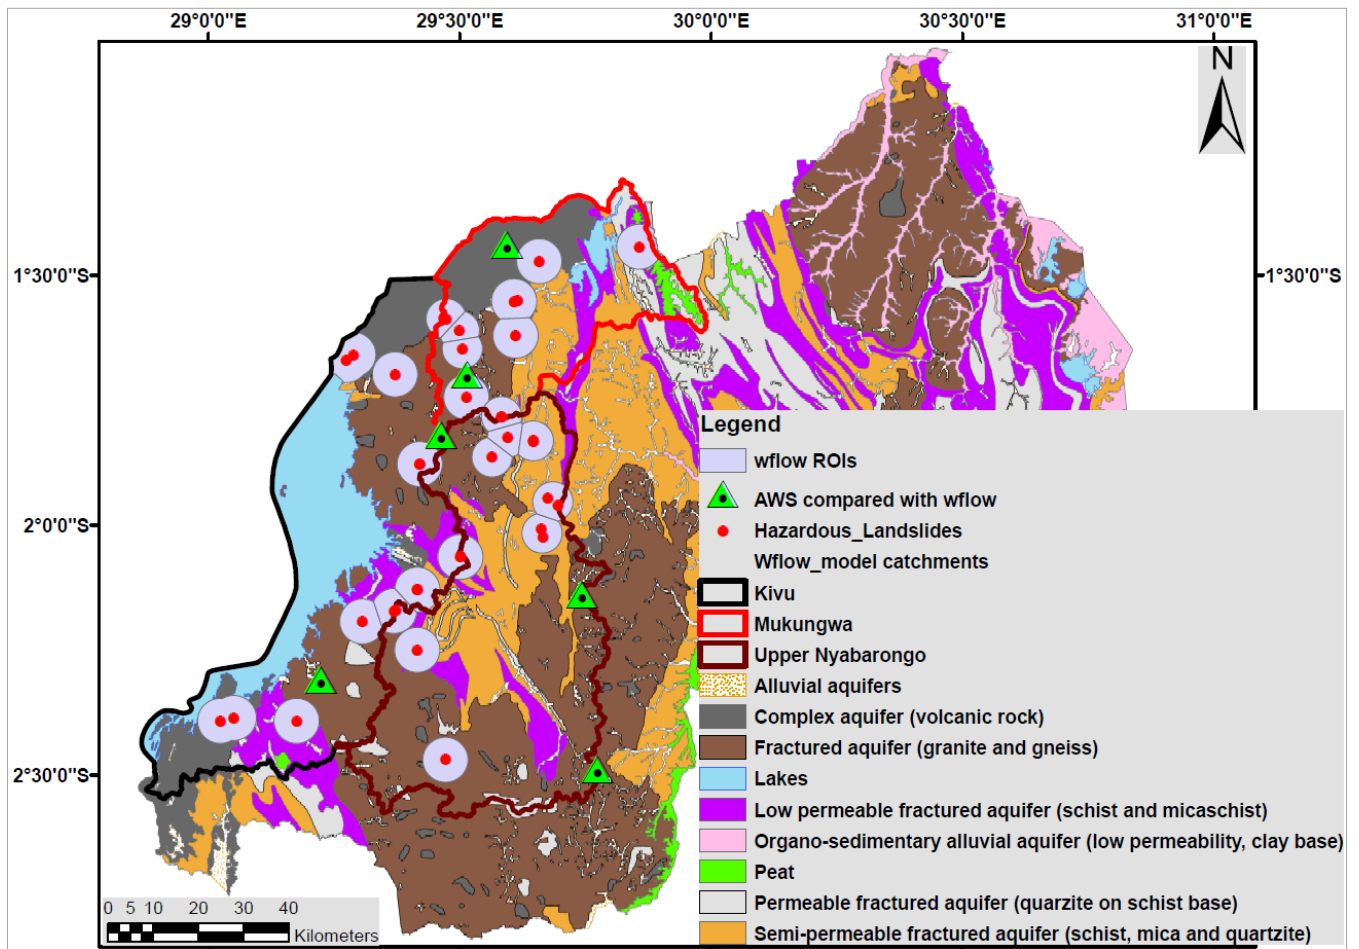 29°0'0"E 29°30'0"E 30°0'0"E 30°30'0"E 31°0'0"E
N
1°30'0"S 1°30'0"S
2°0'0"S
2°30'0"S
Legend
wflow ROIs
AWS compared with wflow
Hazardous_Landslides
Wflow_model catchments
Kivu
Mukungwa
Upper Nyabarongo
Alluvial aquifers
Complex aquifer (volcanic rock)
Fractured aquifer (granite and gneiss)
Lakes
Low permeable fractured aquifer (schist and micaschist)
Organo-sedimentary alluvial aquifer (low permeability, clay base)
Peat
Permeable fractured aquifer (quarzite on schist base)
Semi-permeable fractured aquifer (schist, mica and quartzite)
0 5 10 20 30 40
Kilometers